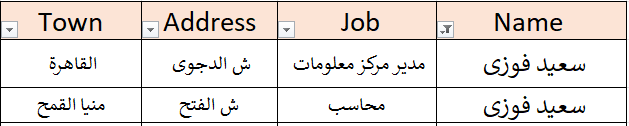 Town Address Job Name
القاهرة ش الدجوى مدير مركز معلومات سعيد فوزى
منيا القمح ش الفتح محاسب سعيد فوزى